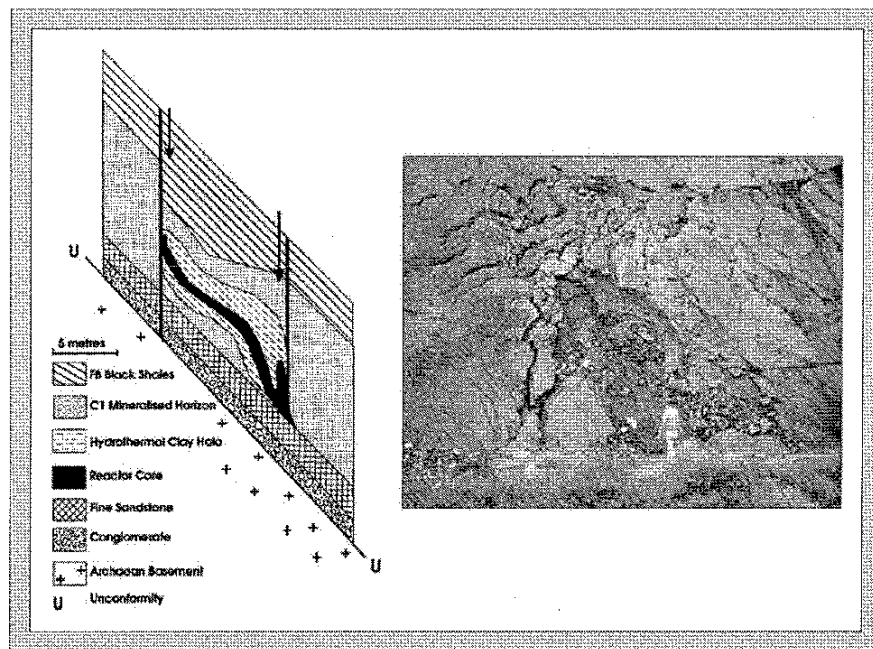 U
5 metres
FB Black Shales
C1 Mineralised Horizon
Hydrothermal Clay Halo
Reactor Core
Fine Sandstone
Conglomerate
Archaean Basement
U Unconformity
U